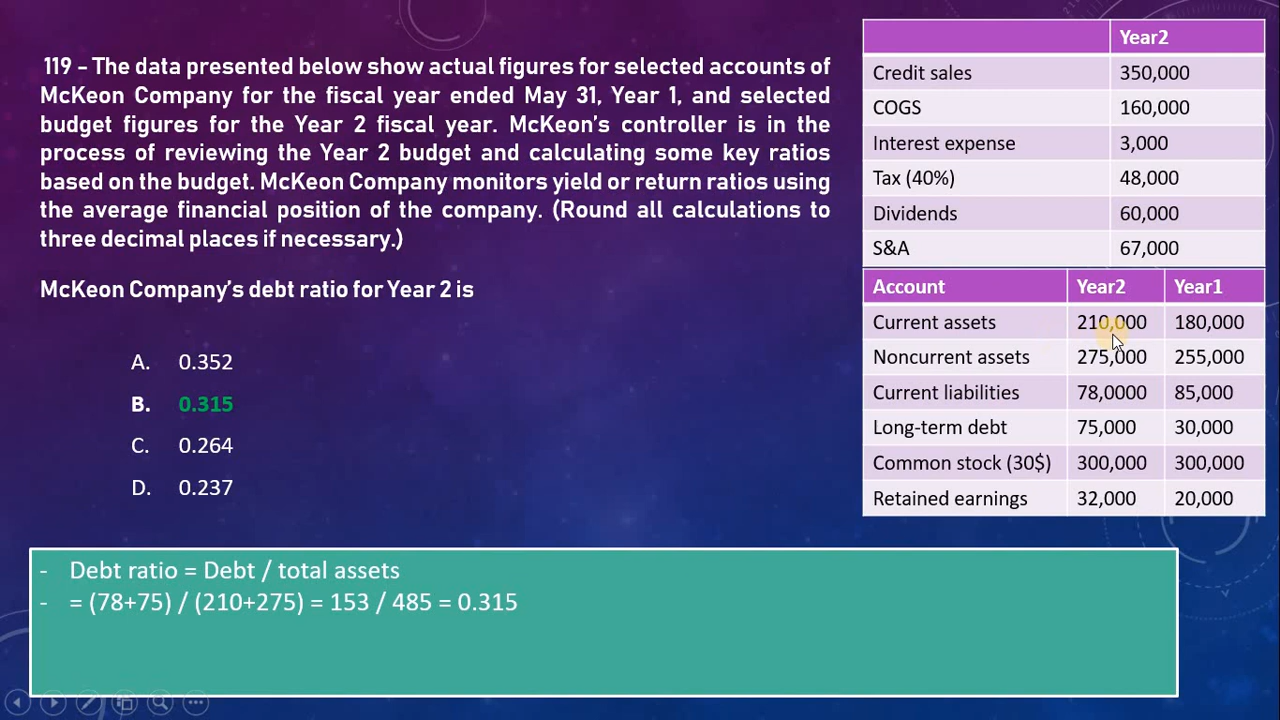 119 – The data presented below show actual figures for selected accounts of
McKeon Company for the fiscal year ended May 31, Year 1, and selected
budget figures for the Year 2 fiscal year. McKeon's controller is in the
process of reviewing the Year 2 budget and calculating some key ratios
based on the budget. McKeon Company monitors yield or return ratios using
the average financial position of the company. (Round all calculations to
three decimal places if necessary.)
McKeon Company's debt ratio for Year 2 is
A. 0.352
B. 0.315
C. 0.264
D. 0.237
Year2
Credit sales 350,000
COGS 160,000
Interest expense 3,000
Tax (40%) 48,000
Dividends 60,000
S&A 67,000
Account Year2 Year1
Current assets 210,000 180,000
Noncurrent assets 275,000 255,000
Current liabilities 78,0000 85,000
Long-term debt 75,000 30,000
Common stock (30$) 300,000 300,000
Retained earnings 32,000 20,000
- Debt ratio = Debt / total assets
- = (78+75) / (210+275) = 153 / 485 = 0.315